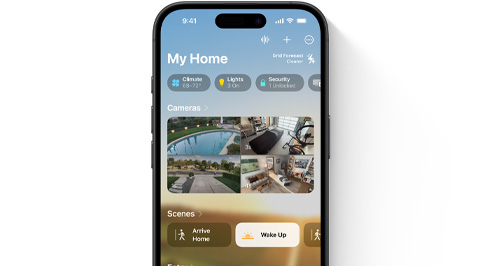 9:41
My Home
Grid Forecast
Cleaner
Climate
68–72°
Lights
3 On
Security
1 Unlocked
Cameras
Scenes
Arrive
Home
Wake Up